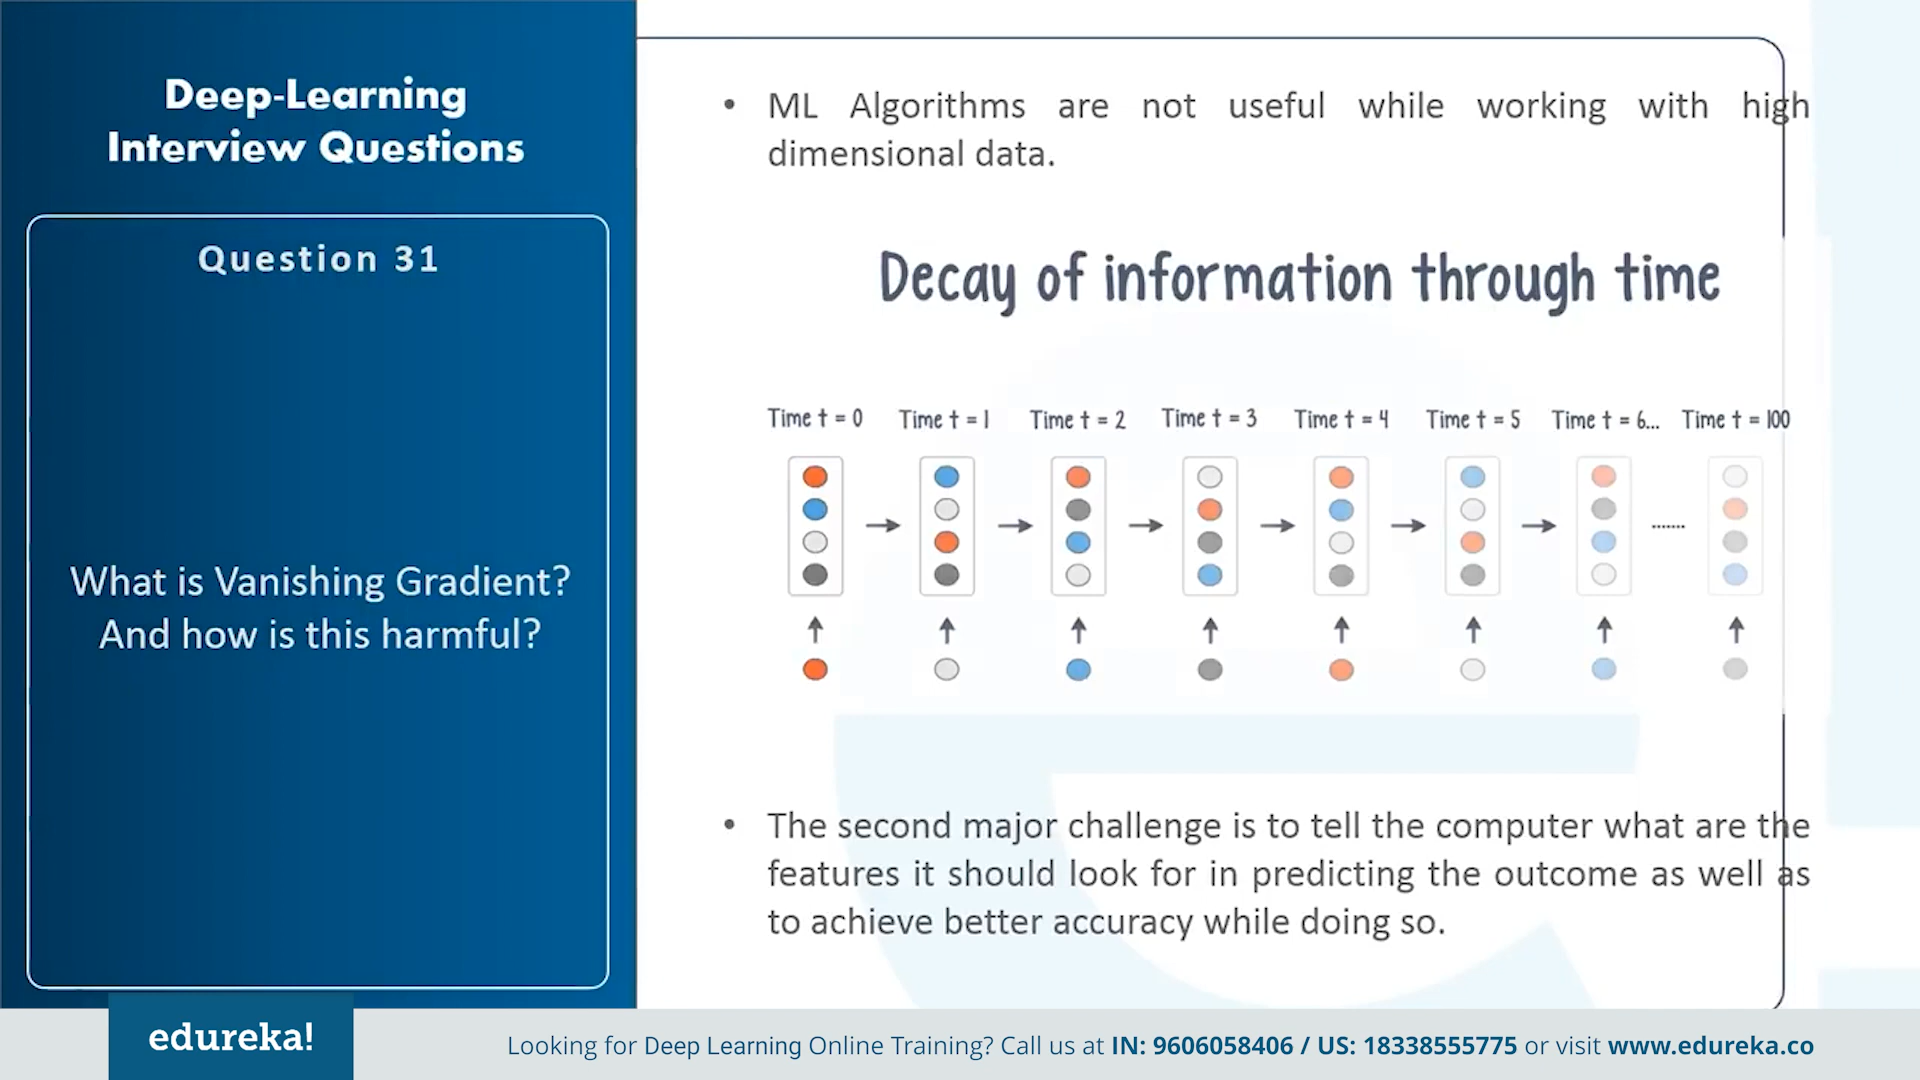 Deep-Learning
Interview Questions
Question 31
What is Vanishing Gradient?
And how is this harmful?
• ML Algorithms are not useful while working with high
dimensional data.
Decay of information through time
Time t = 0 Time t = 1 Time t = 2 Time t = 3 Time t = 4 Time t = 5 Time t = 6... Time t = 100
.......
• The second major challenge is to tell the computer what are the
features it should look for in predicting the outcome as well as
to achieve better accuracy while doing so.
edureka!
Looking for Deep Learning Online Training? Call us at IN: 9606058406 / US: 18338555775 or visit www.edureka.co